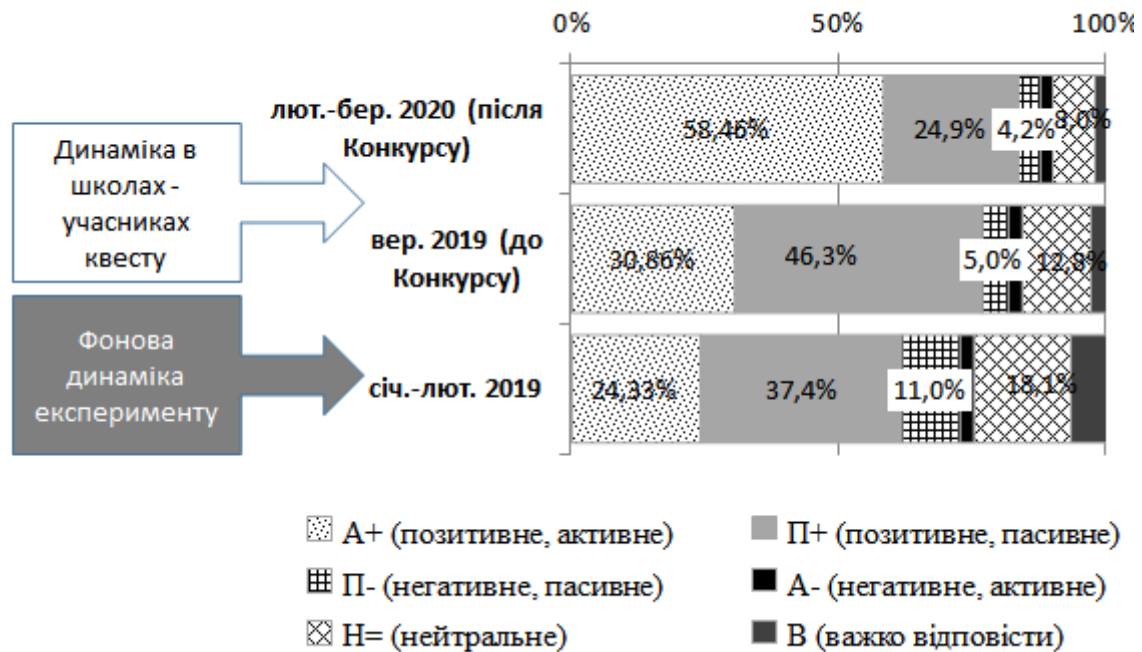 0%
50%
100%
лют.-бер. 2020 (після
Конкурсу)
58,46%
24,9%
4,2%
8,0%
Динаміка в
школах -
учасниках
квесту
вер. 2019 (до
Конкурсу)
30,86%
46,3%
5,0%
12,8%
Фонова
динаміка
експерименту
січ.-лют. 2019
24,33%
37,4%
11,0%
18,1%
А+ (позитивне, активне)
П+ (позитивне, пасивне)
П- (негативне, пасивне)
А- (негативне, активне)
Н= (нейтральне)
В (важко відповісти)